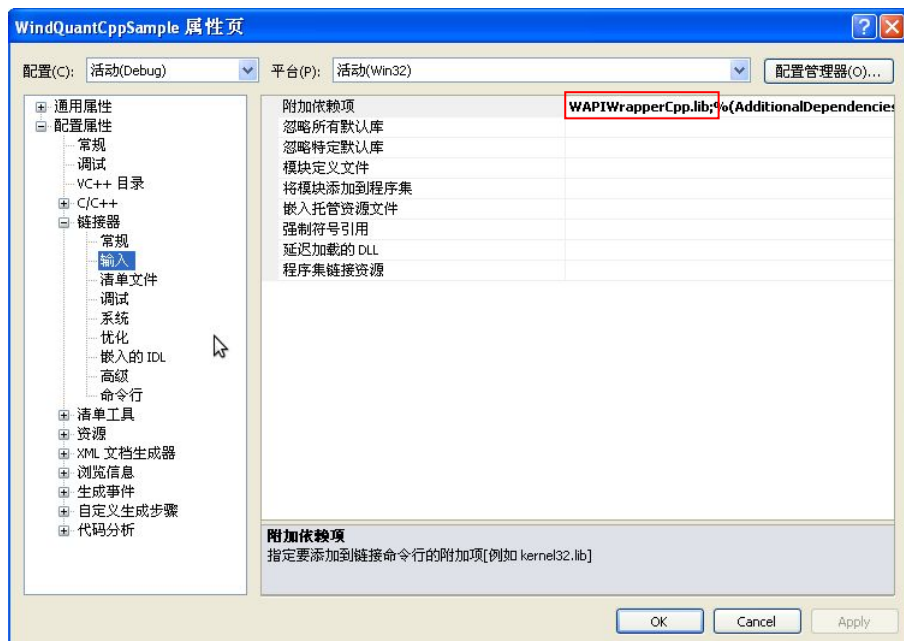 WindQuantCppSample 属性页
配置(C): 活动(Debug) 平台(P): 活动(Win32) 配置管理器(O)...
通用属性
配置属性
常规
调试
VC++ 目录
C/C++
链接器
常规
输入
清单文件
调试
系统
优化
嵌入的 IDL
高级
命令行
清单工具
资源
XML 文档生成器
浏览信息
生成事件
自定义生成步骤
代码分析
附加依赖项 WAPIWrapperCpp.lib;%(AdditionalDependencies
忽略所有默认库
忽略特定默认库
模块定义文件
将模块添加到程序集
嵌入托管资源文件
强制符号引用
延迟加载的 DLL
程序集链接资源
附加依赖项
指定要添加到链接命令行的附加项[例如 kernel32.lib]
OK Cancel Apply